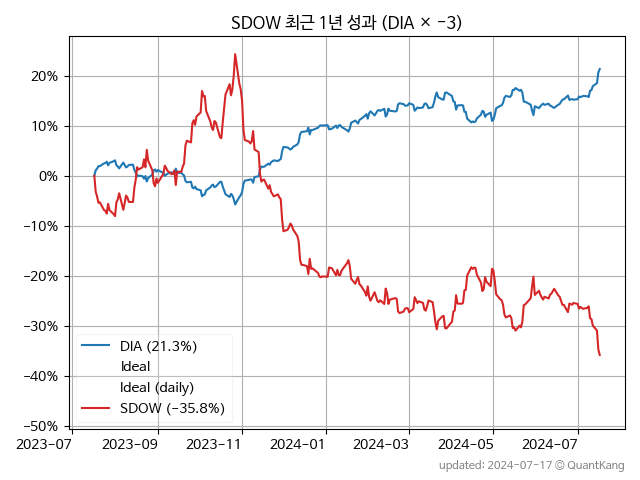 SDOW 최근 1년 성과 (DIA × −3)
20%
10%
0%
−10%
−20%
−30%
−40%
−50%
DIA (21.3%)
Ideal
Ideal (daily)
SDOW (−35.8%)
2023-07
2023-09
2023-11
2024-01
2024-03
2024-05
2024-07
updated: 2024-07-17 © QuantKang